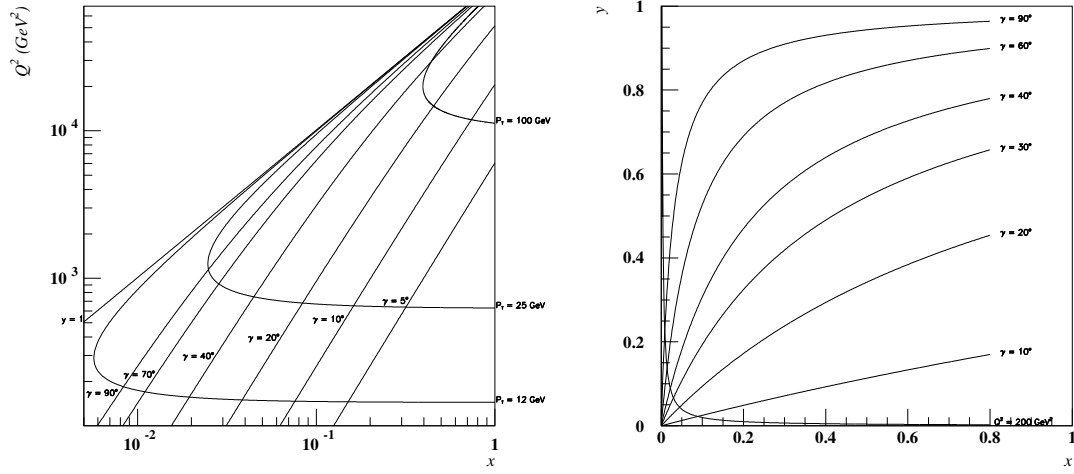 Q² (GeV²)
10⁴
10³
10⁻²
10⁻¹
1
x
P_T = 100 GeV
P_T = 25 GeV
P_T = 12 GeV
y = 1
γ = 5°
γ = 10°
γ = 20°
γ = 40°
γ = 70°
γ = 90°
y
1
0.8
0.6
0.4
0.2
0
0
0.2
0.4
0.6
0.8
1
x
γ = 90°
γ = 60°
γ = 40°
γ = 30°
γ = 20°
γ = 10°
Q² = 200 GeV²